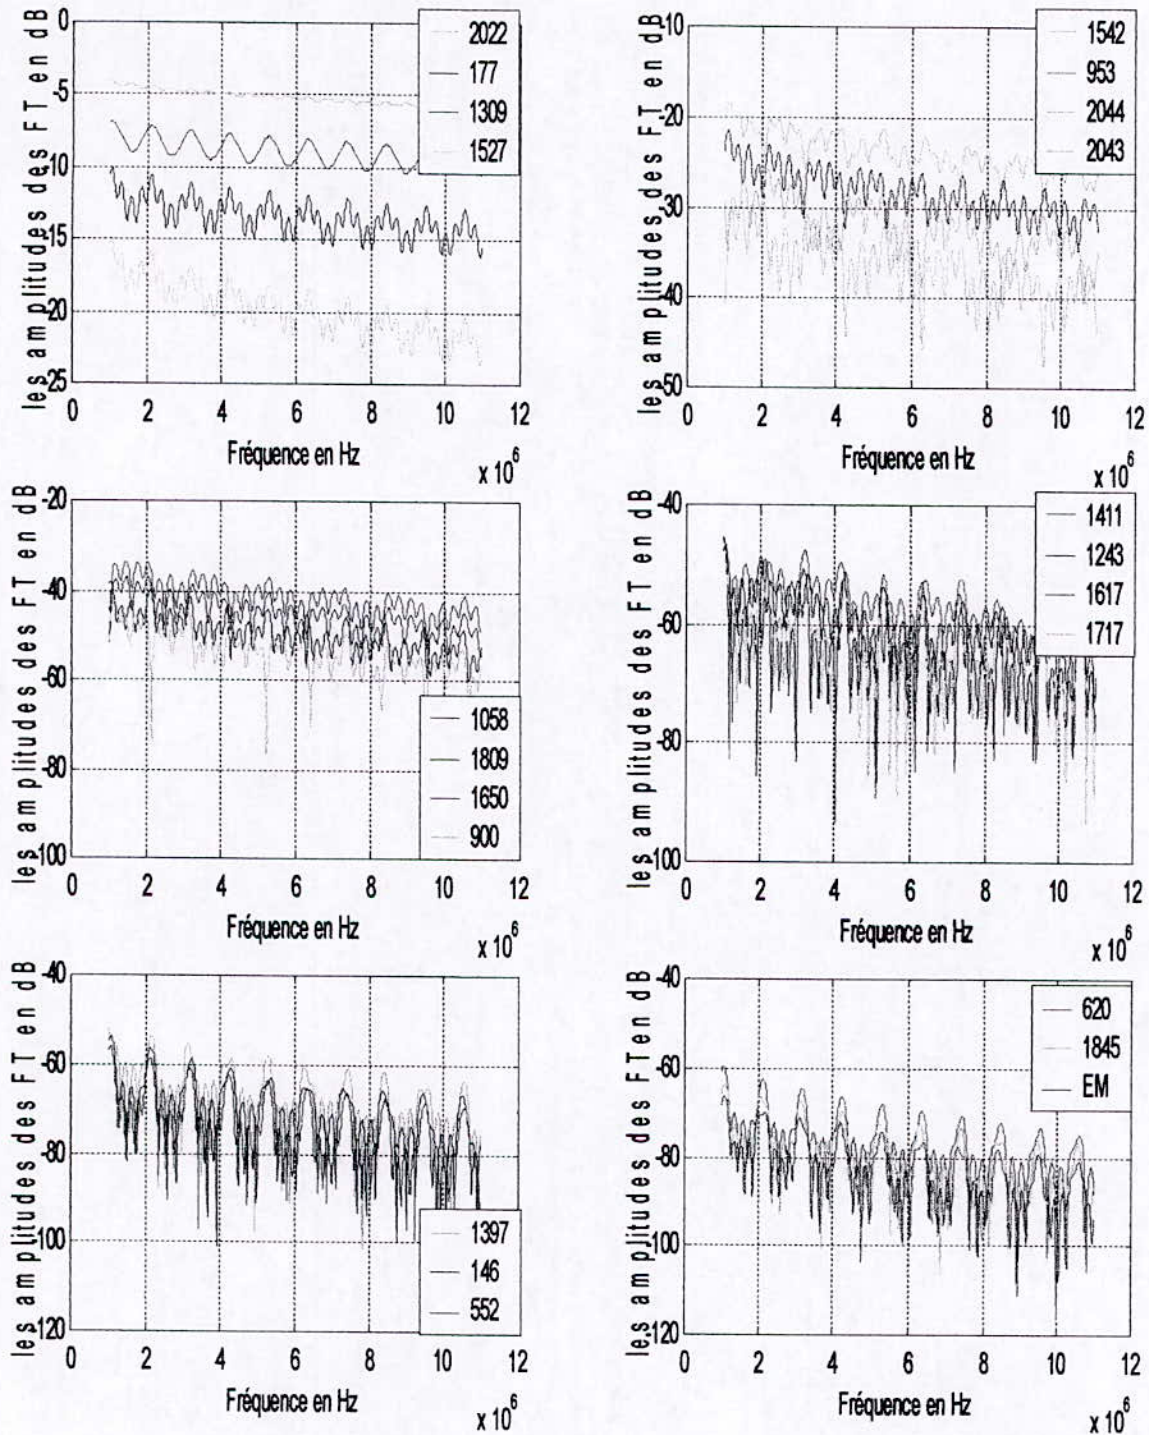 les amplitudes des FT en dB
0
-5
-10
-15
-20
-25
0 2 4 6 8 10 12
Fréquence en Hz
x 10^6
2022
177
1309
1527
les amplitudes des FT en dB
-10
-20
-30
-40
-50
0 2 4 6 8 10 12
Fréquence en Hz
x 10^6
1542
953
2044
2043
les amplitudes des FT en dB
-20
-40
-60
-80
-100
0 2 4 6 8 10 12
Fréquence en Hz
x 10^6
1058
1809
1650
900
les amplitudes des FT en dB
-40
-60
-80
-100
0 2 4 6 8 10 12
Fréquence en Hz
x 10^6
1411
1243
1617
1717
les amplitudes des FT en dB
-40
-60
-80
-100
-120
0 2 4 6 8 10 12
Fréquence en Hz
x 10^6
1397
146
552
les amplitudes des FT en dB
-40
-60
-80
-100
-120
0 2 4 6 8 10 12
Fréquence en Hz
x 10^6
620
1845
EM